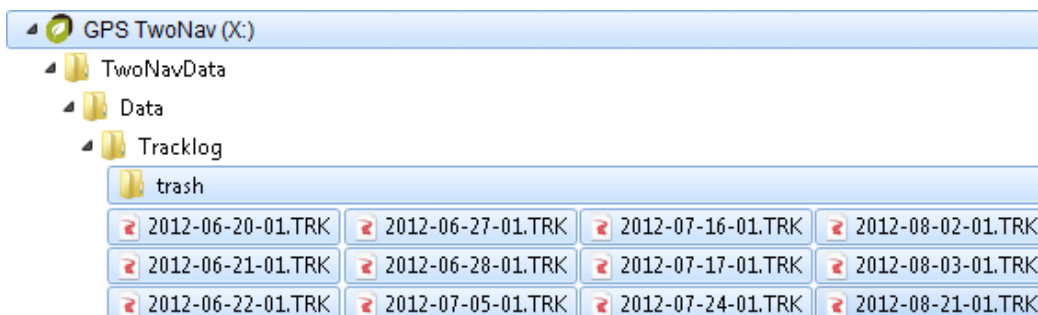 GPS TwoNav (X:)
TwoNavData
Data
Tracklog
trash
2012-06-20-01.TRK 2012-06-27-01.TRK 2012-07-16-01.TRK 2012-08-02-01.TRK
2012-06-21-01.TRK 2012-06-28-01.TRK 2012-07-17-01.TRK 2012-08-03-01.TRK
2012-06-22-01.TRK 2012-07-05-01.TRK 2012-07-24-01.TRK 2012-08-21-01.TRK